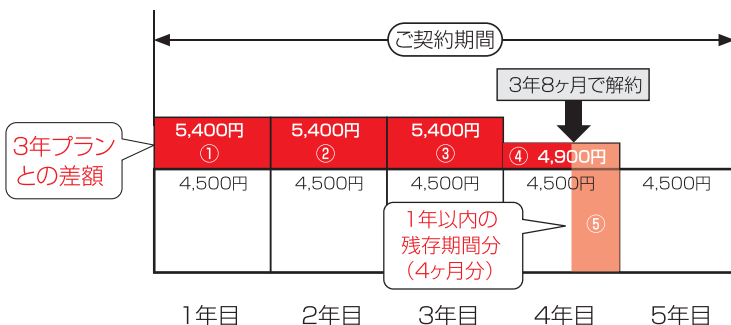 ご契約期間
3年8ヶ月で解約
3年プラン
との差額
5,400円
①
5,400円
②
5,400円
③
④ 4,900円
4,500円
4,500円
4,500円
4,500円
4,500円
1年以内の
残存期間分
（4ヶ月分）
⑤
1年目
2年目
3年目
4年目
5年目